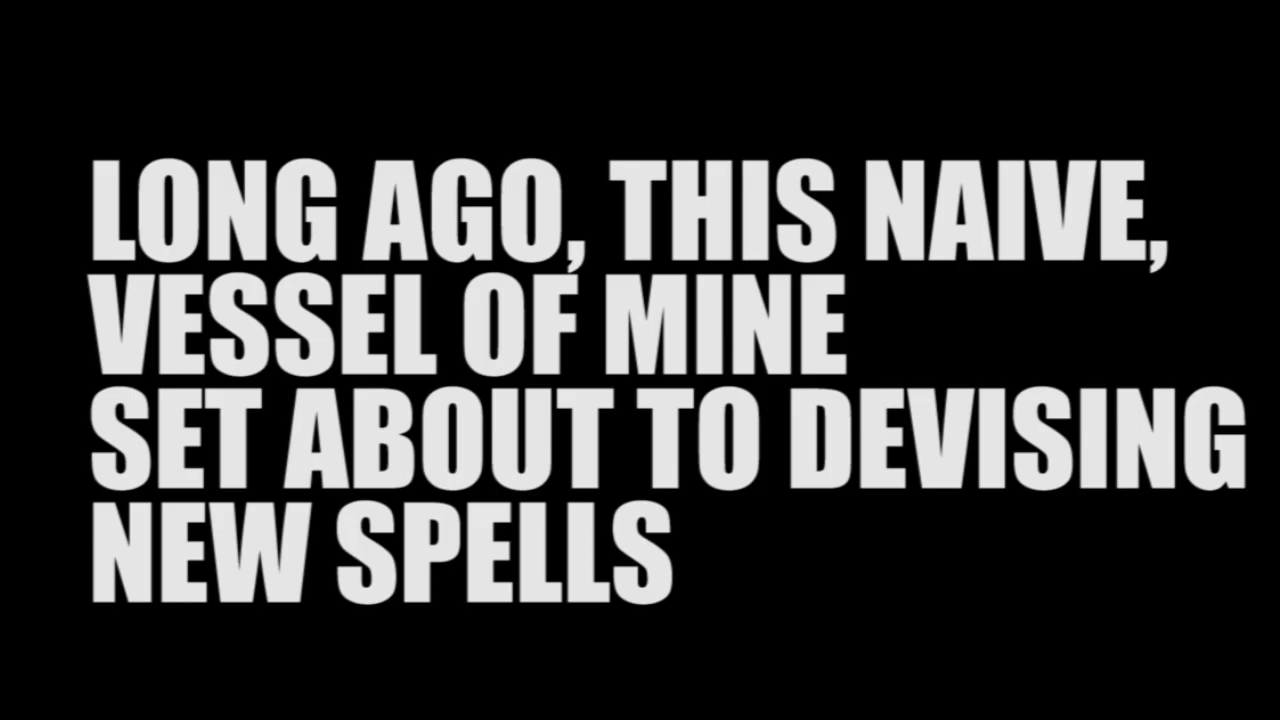 LONG AGO, THIS NAIVE,
VESSEL OF MINE
SET ABOUT TO DEVISING
NEW SPELLS